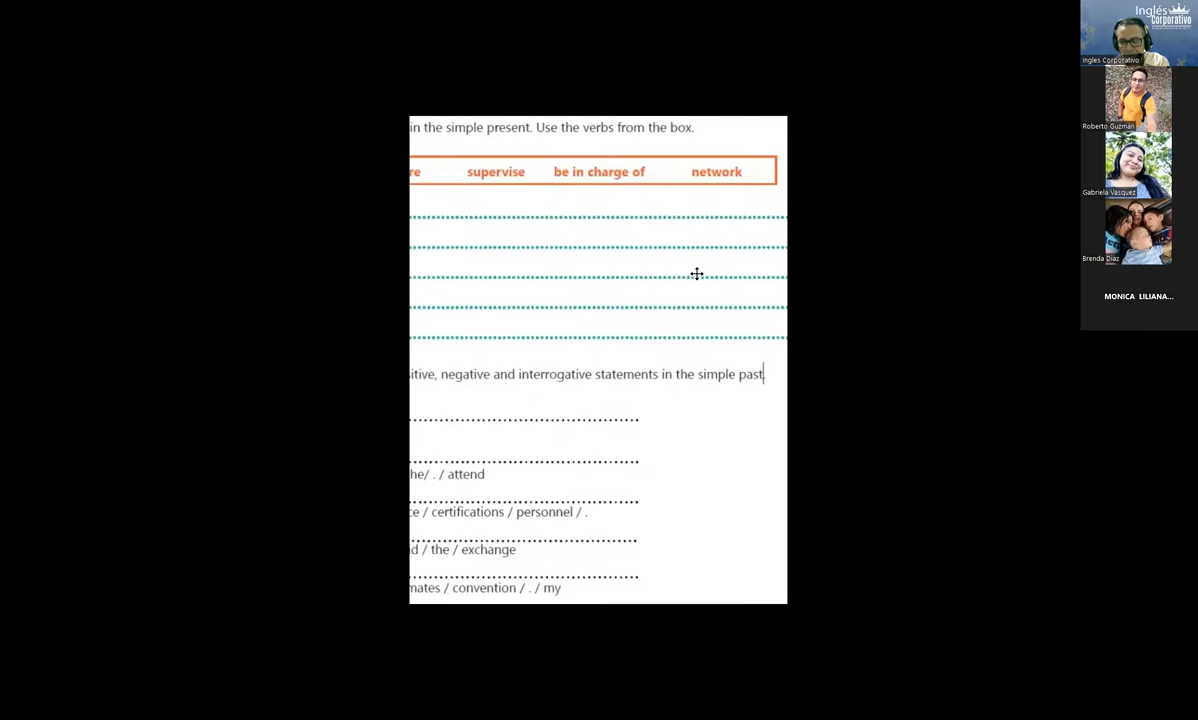 in the simple present. Use the verbs from the box.
re supervise be in charge of network
sitive, negative and interrogative statements in the simple past.
he/ . / attend
ce / certifications / personnel / .
id / the / exchange
mates / convention / . / my
Inglés
Corporativo
Ingles Corporativo
Roberto Guzmán
Gabriela Vasquez
Brenda Diaz
MONICA LILIANA...